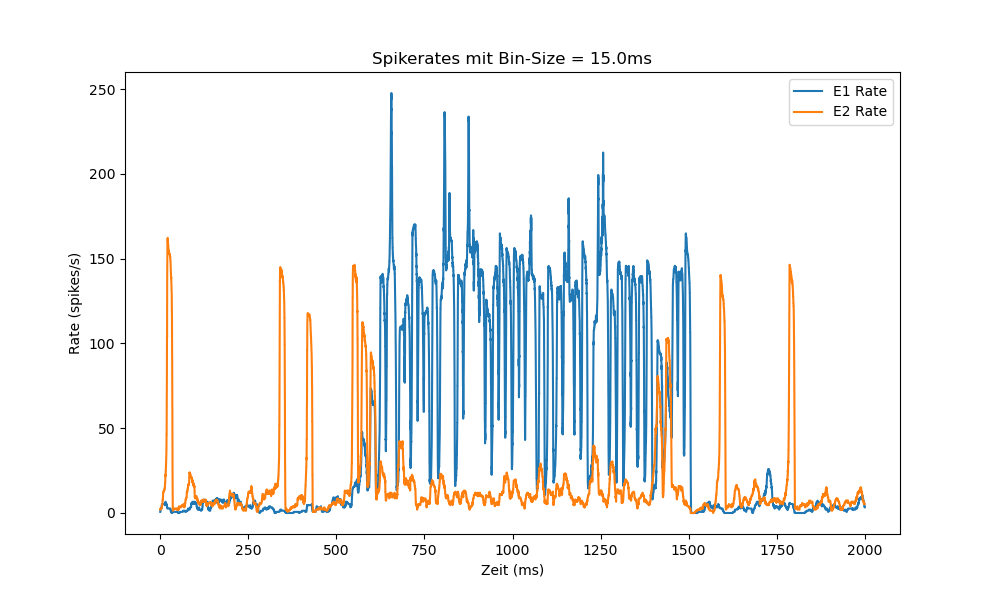 Spikerates mit Bin-Size = 15.0ms
E1 Rate
E2 Rate
250
200
150
100
50
0
Rate (spikes/s)
0 250 500 750 1000 1250 1500 1750 2000
Zeit (ms)